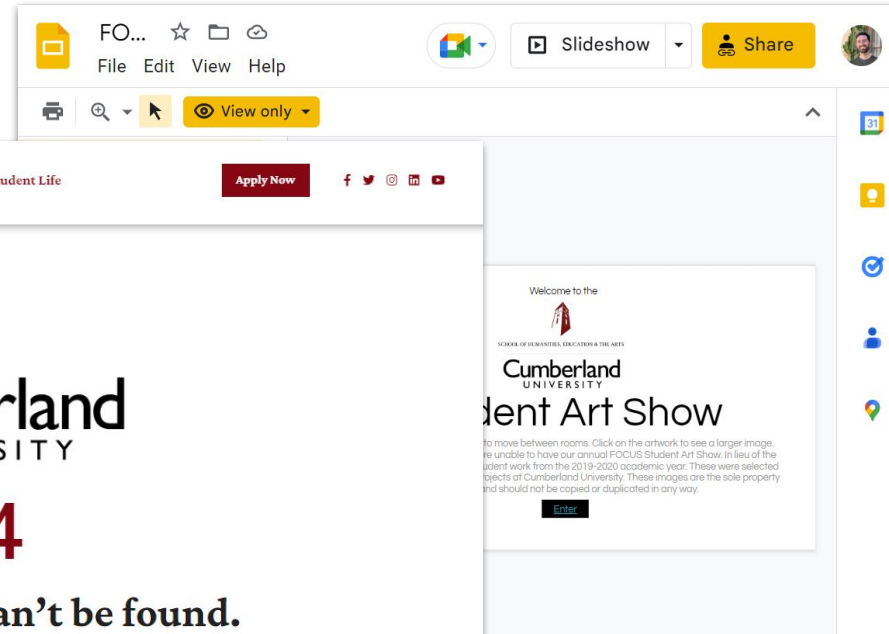 FO...
File Edit View Help
Slideshow
Share
View only
31
udent Life
Apply Now
rland
SITY
4
an't be found.
Welcome to the
SCHOOL OF HUMANITIES, EDUCATION & THE ARTS
Cumberland
UNIVERSITY
dent Art Show
to move between rooms. Click on the artwork to see a larger image.
re unable to have our annual FOCUS Student Art Show. In lieu of the
udent work from the 2019-2020 academic year. These were selected
rojects at Cumberland University. These images are the sole property
and should not be copied or duplicated in any way.
Enter